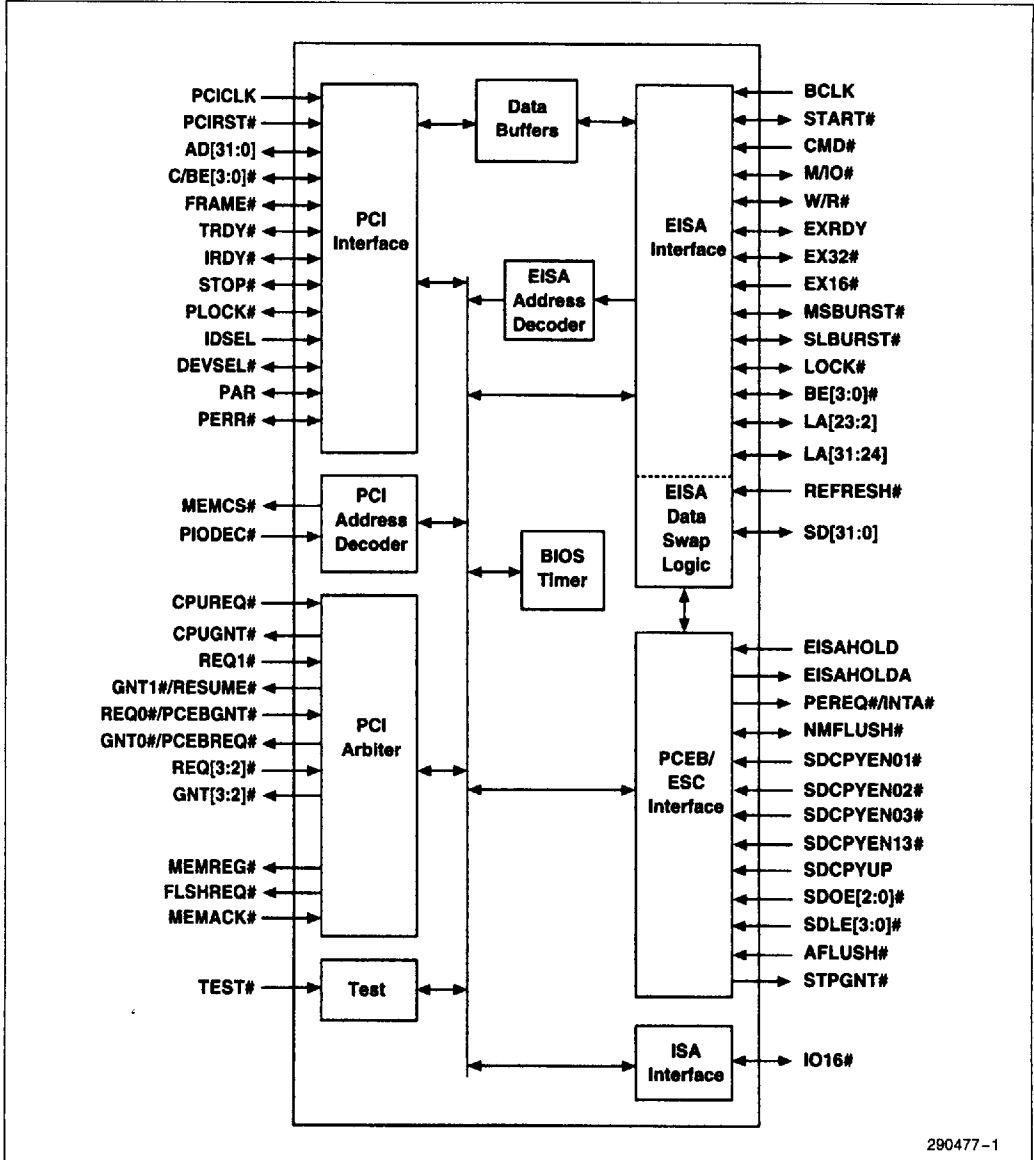 PCICLK
PCIRST#
AD[31:0]
C/BE[3:0]#
FRAME#
TRDY#
IRDY#
STOP#
PLOCK#
IDSEL
DEVSEL#
PAR
PERR#
MEMCS#
PIODEC#
CPUREQ#
CPUGNT#
REQ1#
GNT1#/RESUME#
REQ0#/PCEBGNT#
GNT0#/PCEBREQ#
REQ[3:2]#
GNT[3:2]#
MEMREG#
FLSHREQ#
MEMACK#
TEST#
PCI
Interface
PCI
Address
Decoder
PCI
Arbiter
Test
Data
Buffers
EISA
Address
Decoder
BIOS
Timer
EISA
Interface
EISA
Data
Swap
Logic
PCEB/
ESC
Interface
ISA
Interface
BCLK
START#
CMD#
M/IO#
W/R#
EXRDY
EX32#
EX16#
MSBURST#
SLBURST#
LOCK#
BE[3:0]#
LA[23:2]
LA[31:24]
REFRESH#
SD[31:0]
EISAHOLD
EISAHOLDA
PEREQ#/INTA#
NMFLUSH#
SDCPYEN01#
SDCPYEN02#
SDCPYEN03#
SDCPYEN13#
SDCPYUP
SDOE[2:0]#
SDLE[3:0]#
AFLUSH#
STPGNT#
IO16#
290477-1